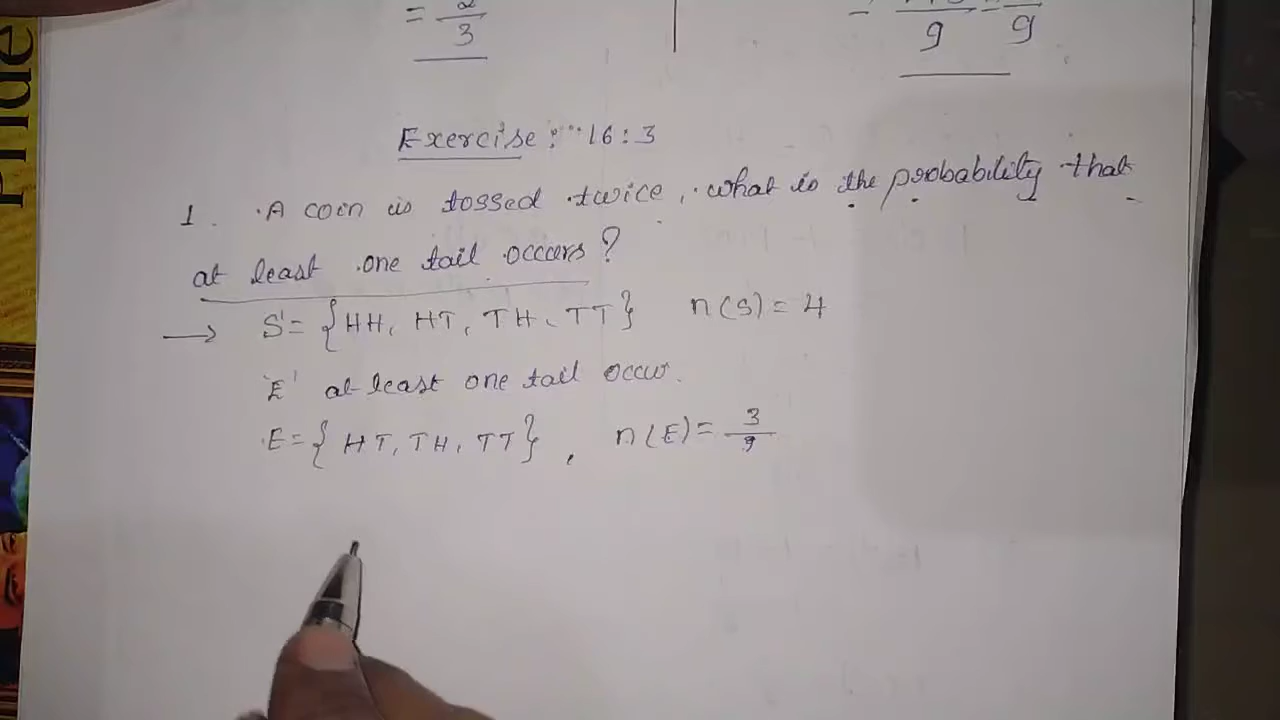 = 2/3
9 = 9
Exercise: 16:3
1. A coin is tossed twice, what is the probability that
at least one tail occurs?
→ S = {HH, HT, TH, TT} n(S) = 4
'E' at least one tail occur.
E = {HT, TH, TT}, n(E) = 3/9